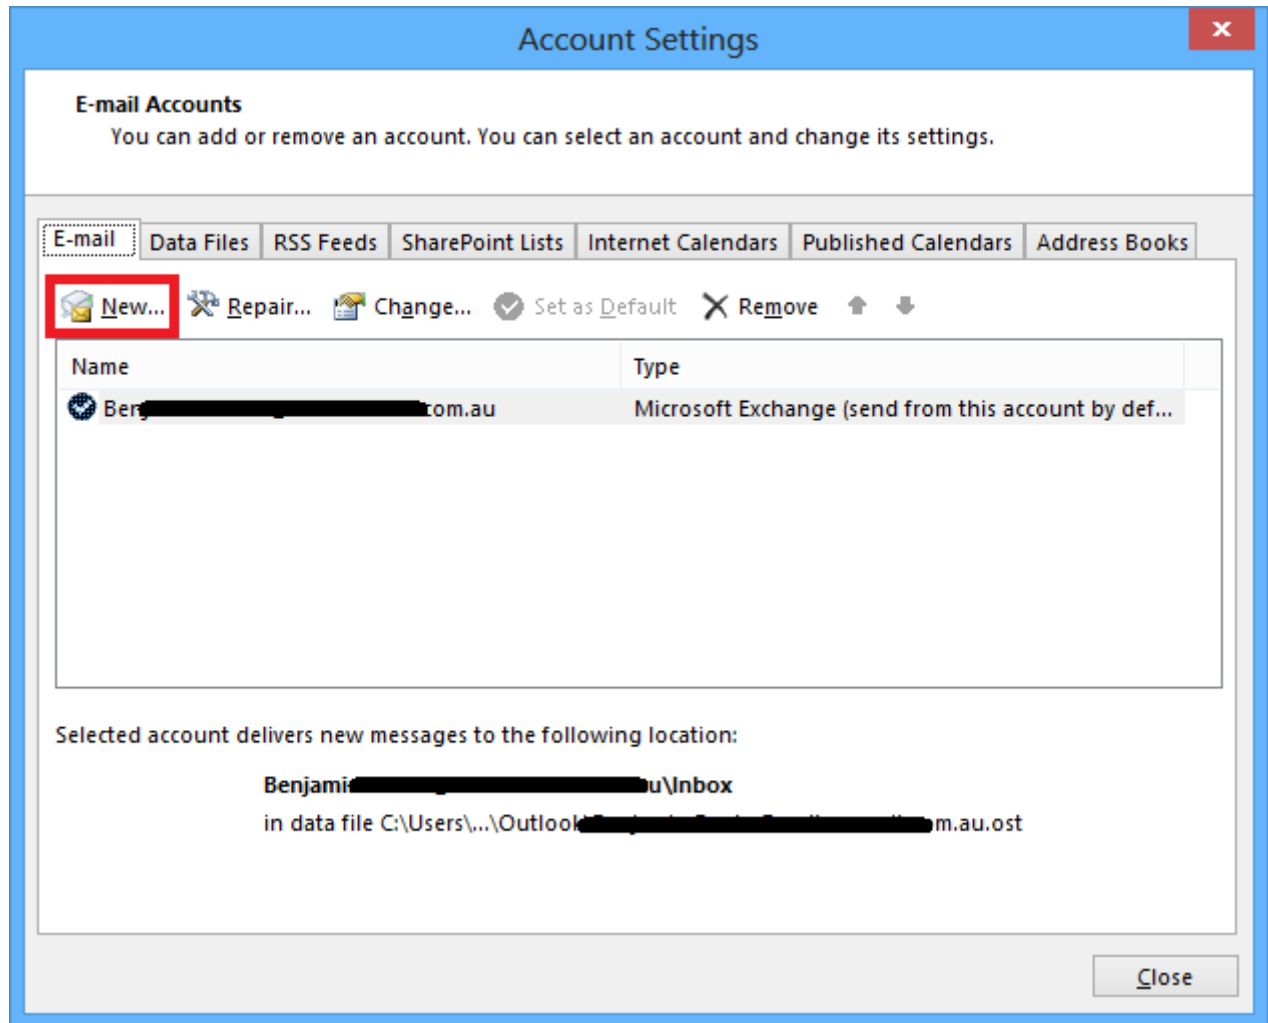 Account Settings
E-mail Accounts
You can add or remove an account. You can select an account and change its settings.
E-mail Data Files RSS Feeds SharePoint Lists Internet Calendars Published Calendars Address Books
New... Repair... Change... Set as Default Remove
Name Type
Ben com.au Microsoft Exchange (send from this account by def...
Selected account delivers new messages to the following location:
Benjami u\Inbox
in data file C:\Users\...\Outlook\ m.au.ost
Close